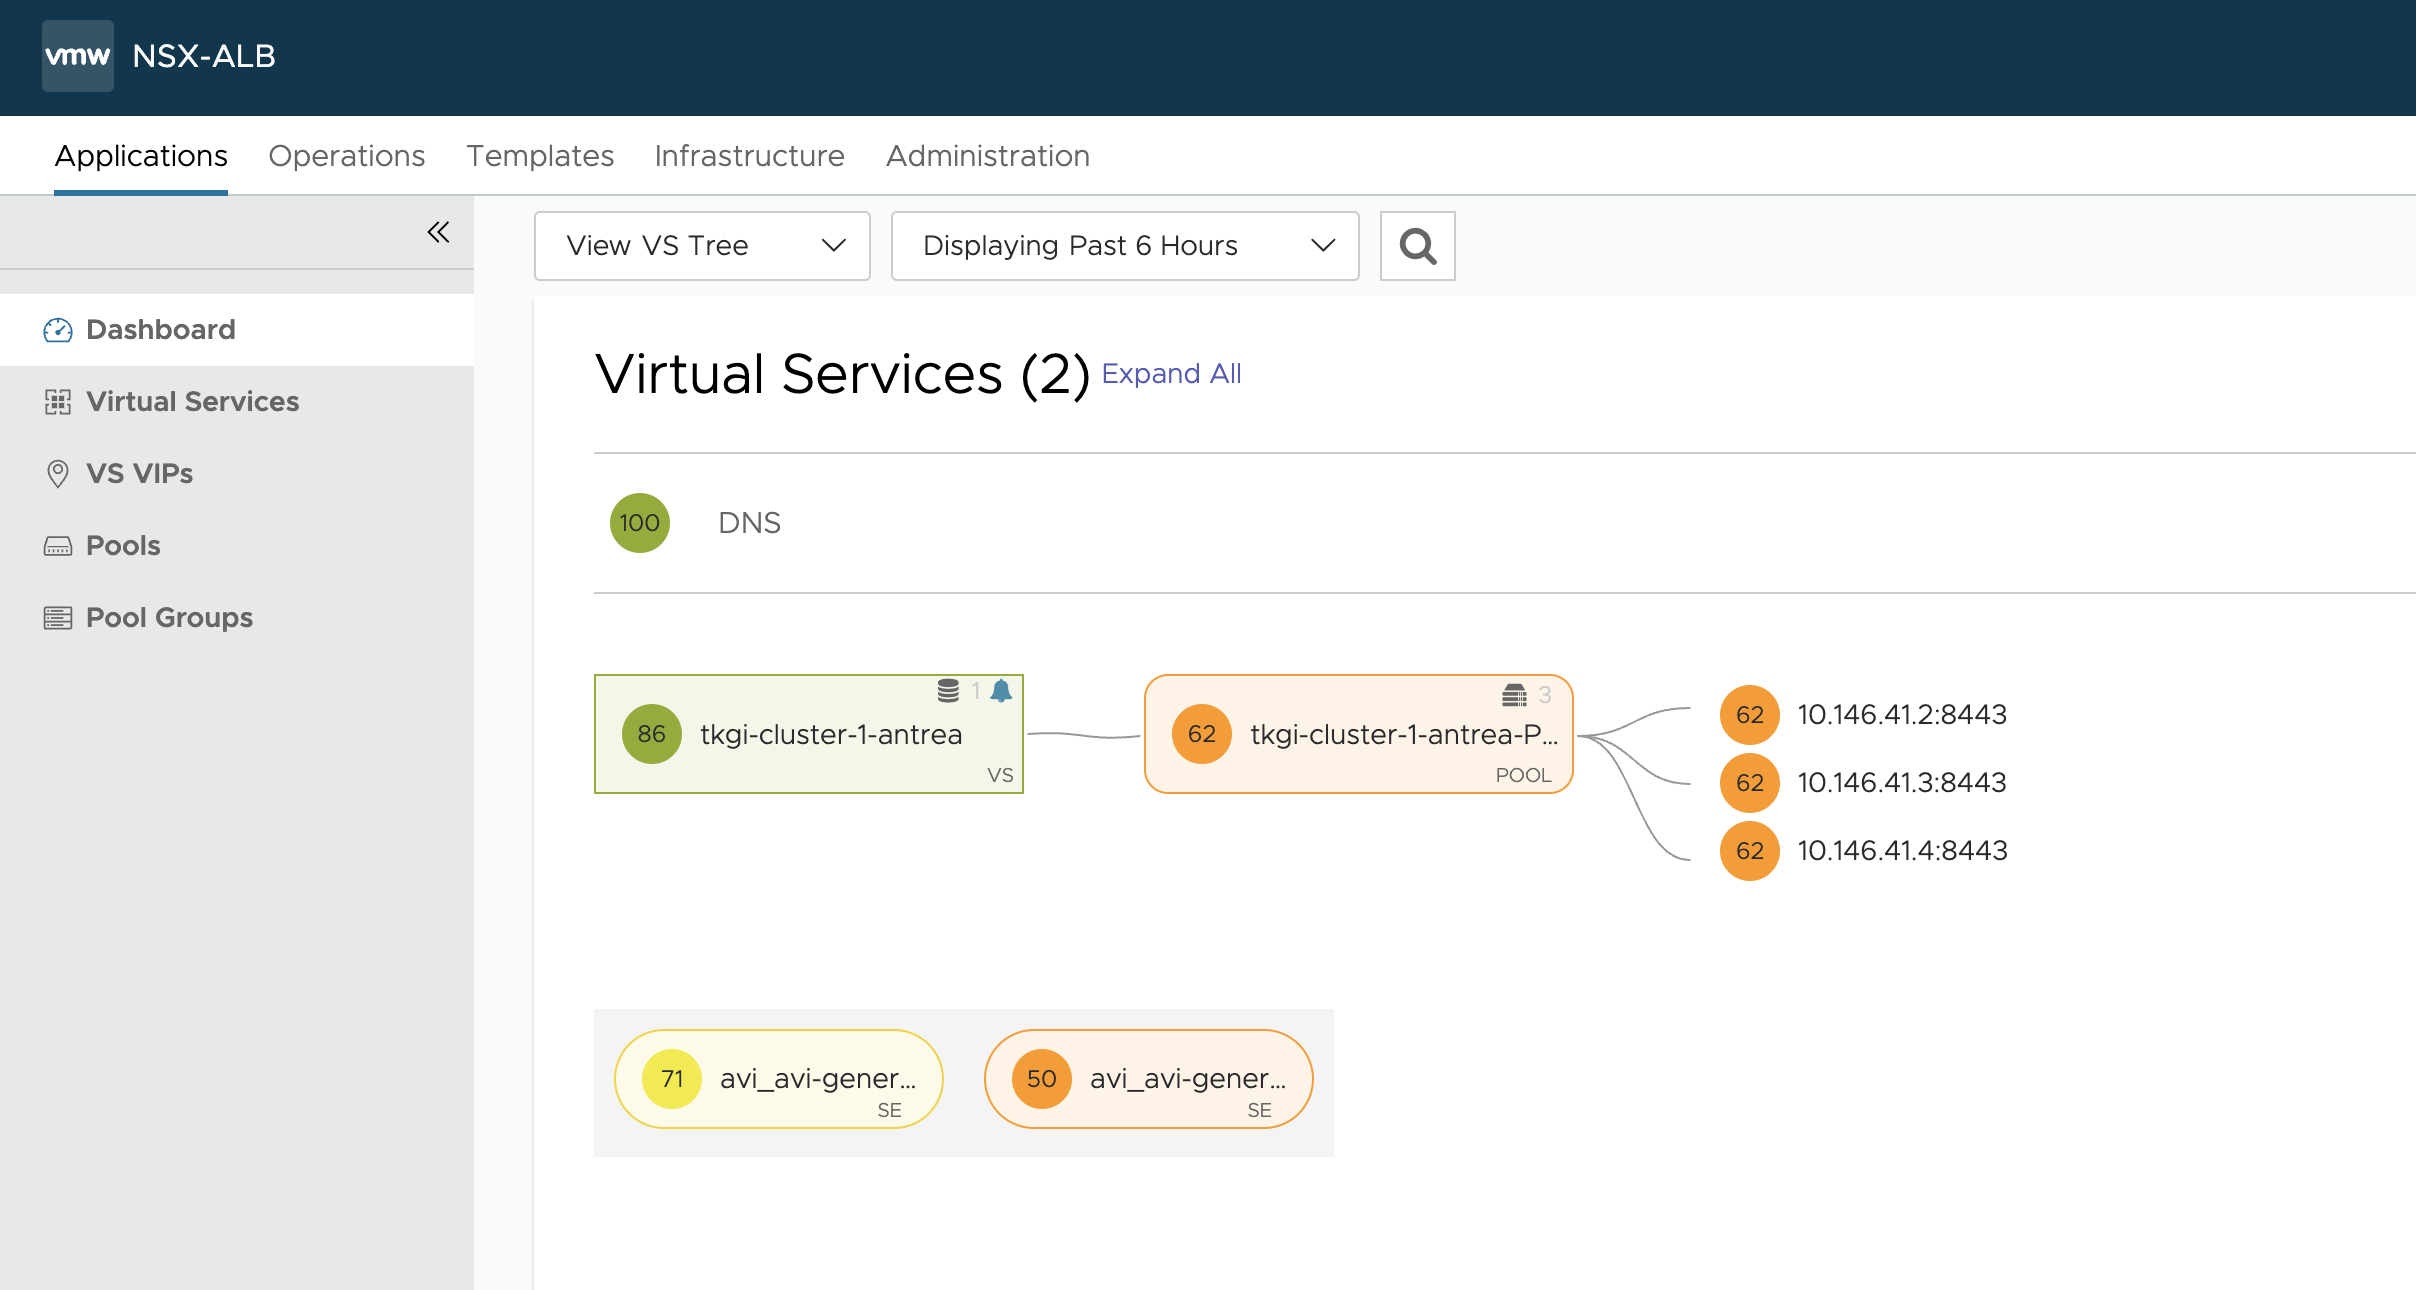 vmw NSX-ALB
Applications Operations Templates Infrastructure Administration
View VS Tree Displaying Past 6 Hours
Dashboard
Virtual Services
VS VIPs
Pools
Pool Groups
Virtual Services (2) Expand All
100 DNS
1
86 tkgi-cluster-1-antrea
VS
3
62 tkgi-cluster-1-antrea-P...
POOL
62 10.146.41.2:8443
62 10.146.41.3:8443
62 10.146.41.4:8443
71 avi_avi-gener...
SE
50 avi_avi-gener...
SE